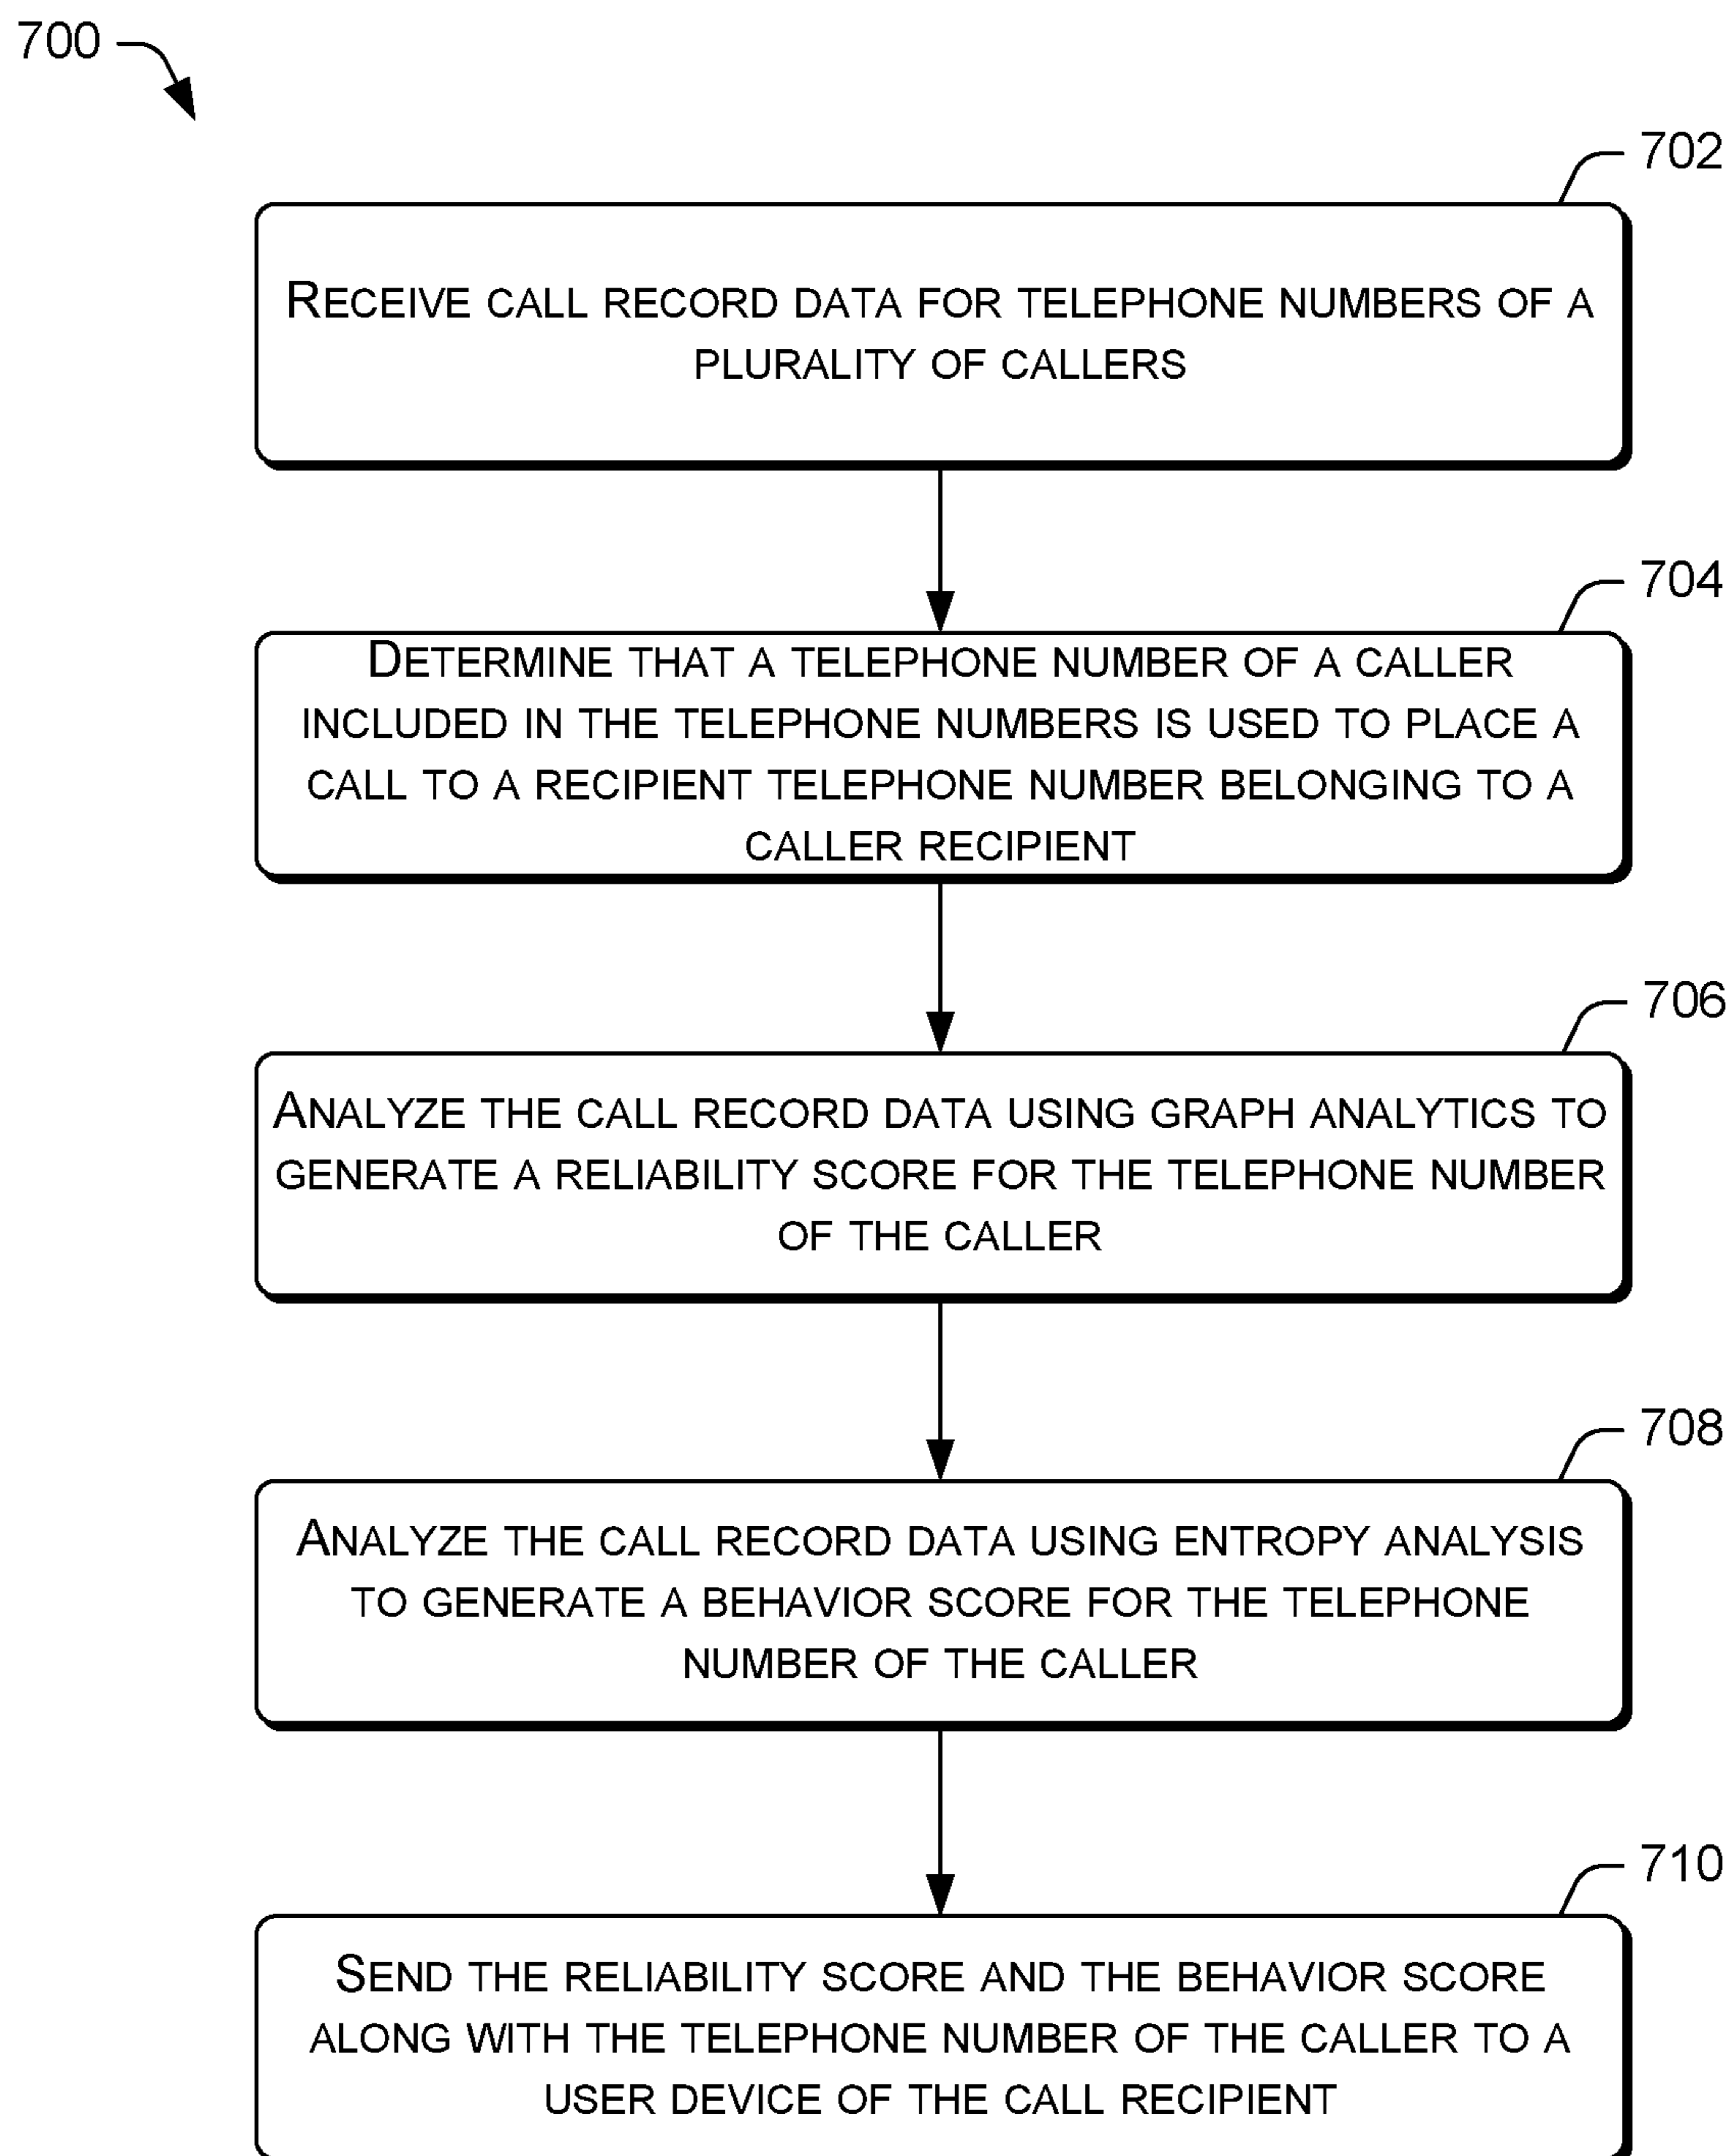 700
702
RECEIVE CALL RECORD DATA FOR TELEPHONE NUMBERS OF A
PLURALITY OF CALLERS
704
DETERMINE THAT A TELEPHONE NUMBER OF A CALLER
INCLUDED IN THE TELEPHONE NUMBERS IS USED TO PLACE A
CALL TO A RECIPIENT TELEPHONE NUMBER BELONGING TO A
CALLER RECIPIENT
706
ANALYZE THE CALL RECORD DATA USING GRAPH ANALYTICS TO
GENERATE A RELIABILITY SCORE FOR THE TELEPHONE NUMBER
OF THE CALLER
708
ANALYZE THE CALL RECORD DATA USING ENTROPY ANALYSIS
TO GENERATE A BEHAVIOR SCORE FOR THE TELEPHONE
NUMBER OF THE CALLER
710
SEND THE RELIABILITY SCORE AND THE BEHAVIOR SCORE
ALONG WITH THE TELEPHONE NUMBER OF THE CALLER TO A
USER DEVICE OF THE CALL RECIPIENT